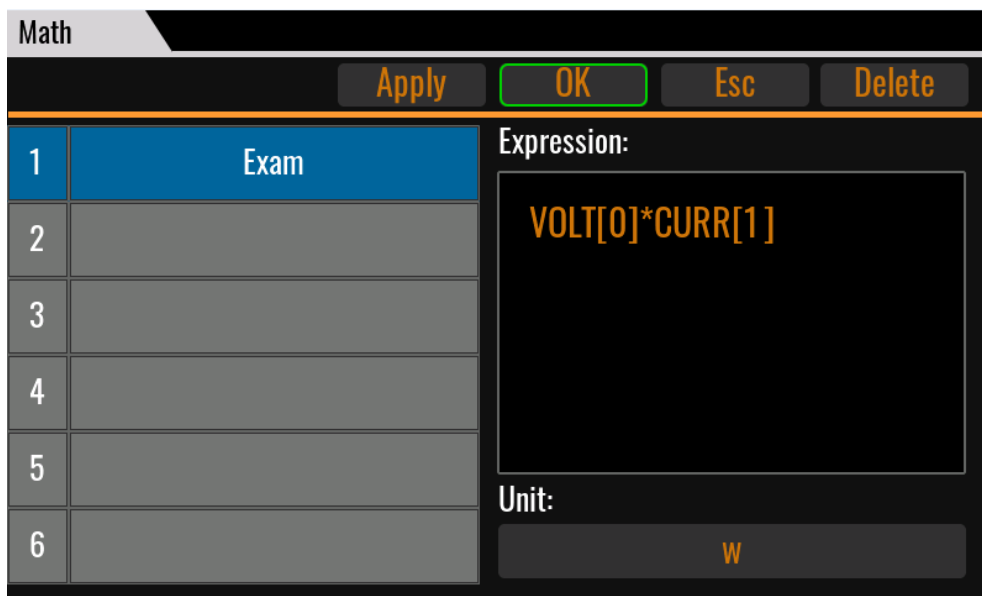 Math
Apply OK Esc Delete
1 Exam
2
3
4
5
6
Expression:
VOLT[0]*CURR[1]
Unit:
W